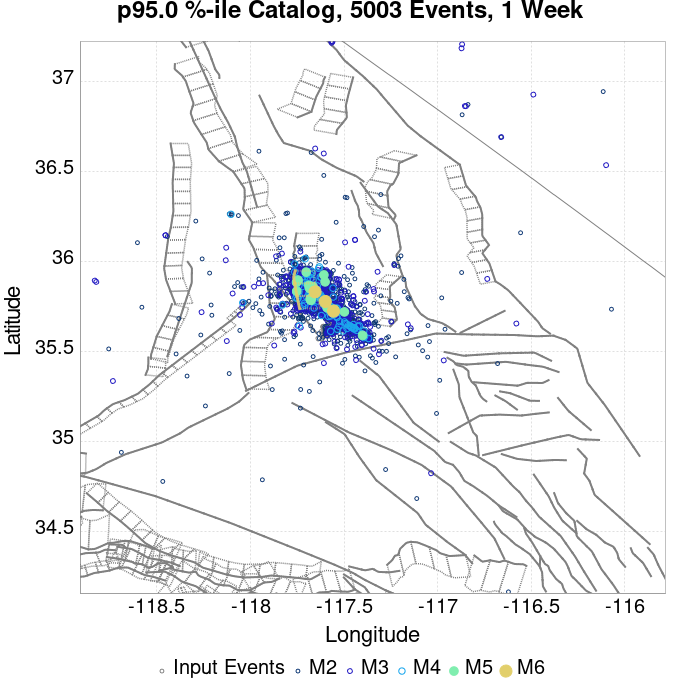 p95.0 %-ile Catalog, 5003 Events, 1 Week
37
36.5
36
35.5
35
34.5
Latitude
-118.5 -118 -117.5 -117 -116.5 -116
Longitude
Input Events M2 M3 M4 M5 M6